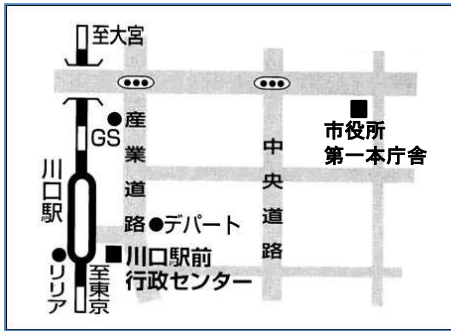 至大宮
GS
産業道路
中央道路
市役所
第一本庁舎
川口駅
デパート
川口駅前
行政センター
リリア
至東京